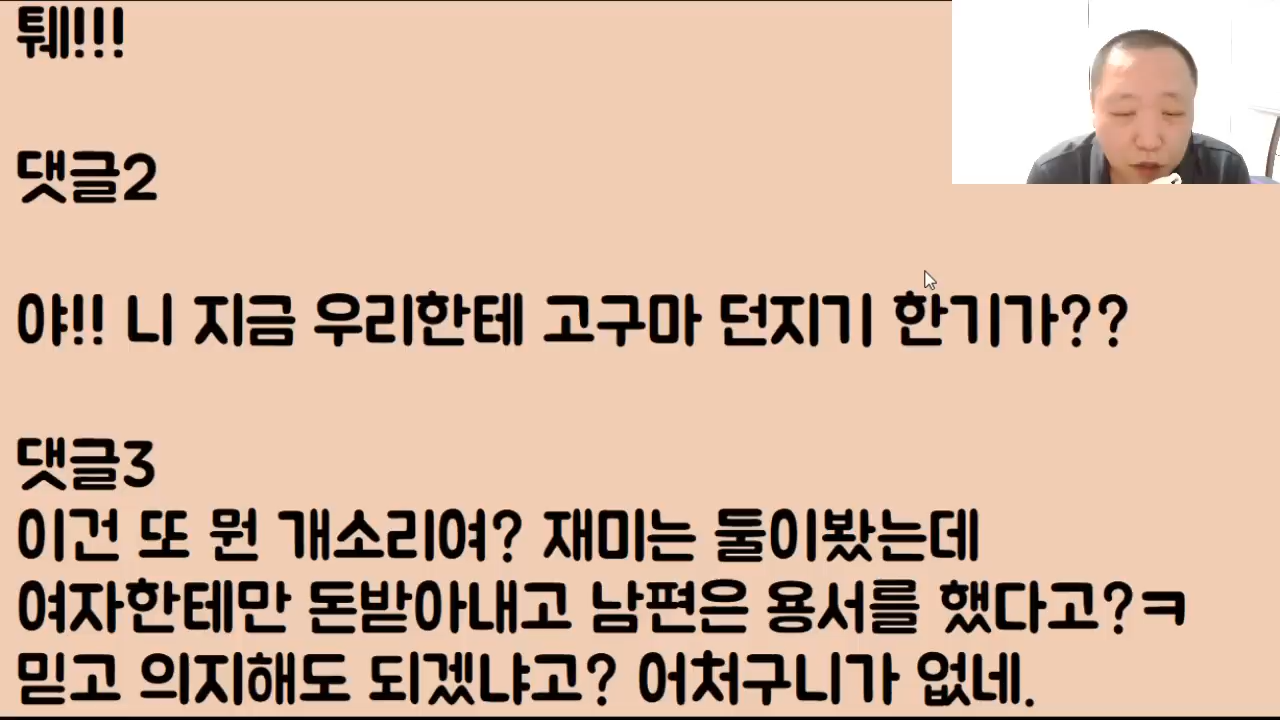 퉤!!!
댓글2
야!! 니 지금 우리한테 고구마 던지기 한기가??
댓글3
이건 또 뭔 개소리여? 재미는 둘이봤는데
여자한테만 돈받아내고 남편은 용서를 했다고?ㅋ
믿고 의지해도 되겠냐고? 어처구니가 없네.